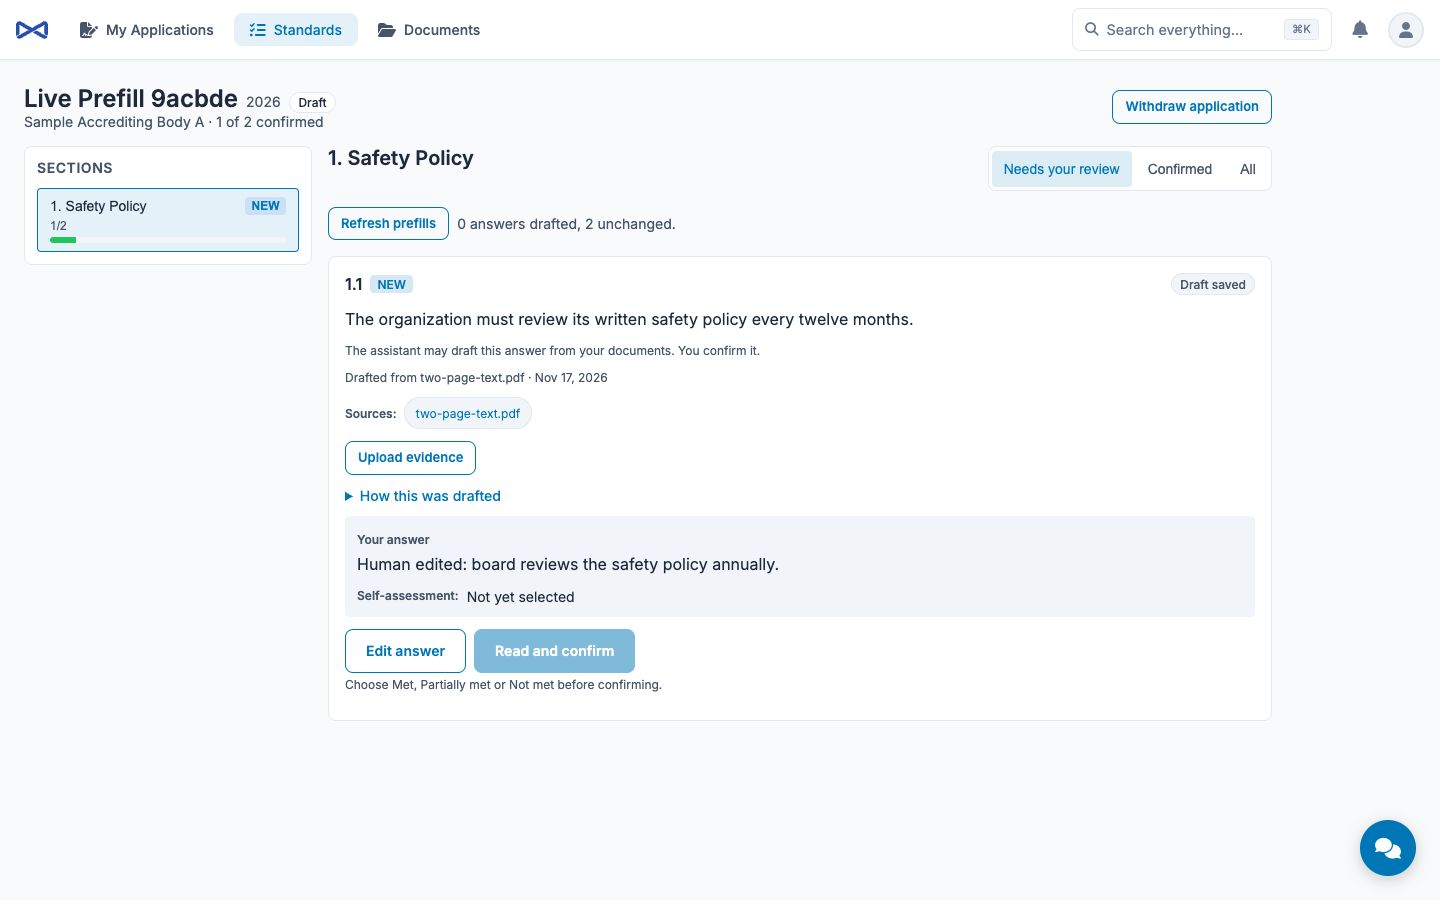 My Applications
Standards
Documents
Search everything...
⌘K
Live Prefill 9acbde 2026 Draft
Sample Accrediting Body A · 1 of 2 confirmed
Withdraw application
SECTIONS
1. Safety Policy NEW
1/2
1. Safety Policy
Needs your review
Confirmed
All
Refresh prefills 0 answers drafted, 2 unchanged.
1.1 NEW
Draft saved
The organization must review its written safety policy every twelve months.
The assistant may draft this answer from your documents. You confirm it.
Drafted from two-page-text.pdf · Nov 17, 2026
Sources: two-page-text.pdf
Upload evidence
How this was drafted
Your answer
Human edited: board reviews the safety policy annually.
Self-assessment: Not yet selected
Edit answer
Read and confirm
Choose Met, Partially met or Not met before confirming.